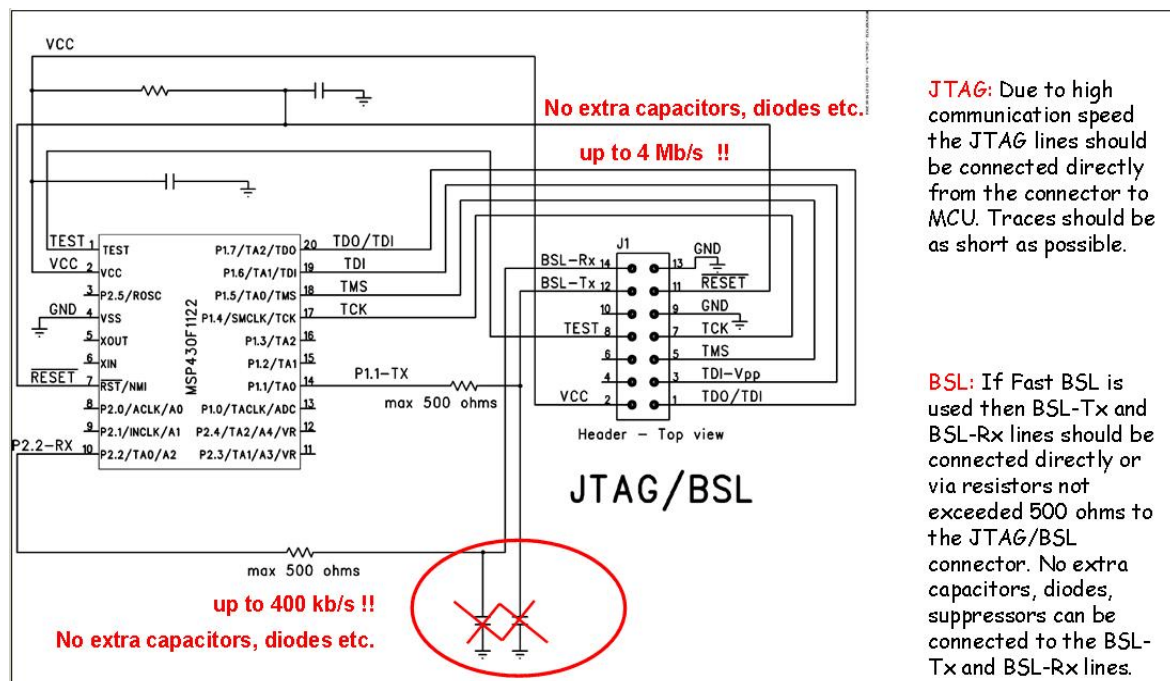 VCC
No extra capacitors, diodes etc.
up to 4 Mb/s !!
JTAG: Due to high
communication speed
the JTAG lines should
be connected directly
from the connector to
MCU. Traces should be
as short as possible.
TEST 1 TEST
VCC 2 VCC
3 P2.5/ROSC
GND 4 VSS
5 XOUT
6 XIN
RESET 7 RST/NMI
8 P2.0/ACLK/A0
9 P2.1/INCLK/A1
P2.2-RX 10 P2.2/TA0/A2
MSP430F1122
P1.7/TA2/TDO 20 TDO/TDI
P1.6/TA1/TDI 19 TDI
P1.5/TA0/TMS 18 TMS
P1.4/SMCLK/TCK 17 TCK
P1.3/TA2 16
P1.2/TA1 15
P1.1/TA0 14 P1.1-TX
P1.0/TACLK/ADC 13
P2.4/TA2/A4/VR 12
P2.3/TA1/A3/VR 11
max 500 ohms
J1
BSL-Rx 14 13 GND
BSL-Tx 12 11 RESET
10 9 GND
TEST 8 7 TCK
6 5 TMS
4 3 TDI-Vpp
VCC 2 1 TDO/TDI
Header - Top view
JTAG/BSL
max 500 ohms
up to 400 kb/s !!
No extra capacitors, diodes etc.
BSL: If Fast BSL is
used then BSL-Tx and
BSL-Rx lines should be
connected directly or
via resistors not
exceeded 500 ohms to
the JTAG/BSL
connector. No extra
capacitors, diodes,
suppressors can be
connected to the BSL-
Tx and BSL-Rx lines.